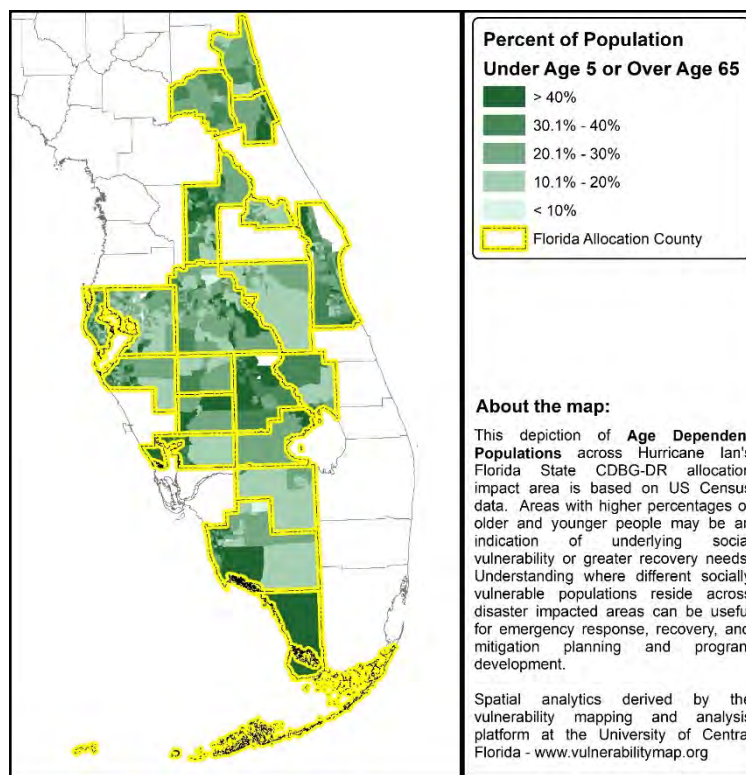 Percent of Population
Under Age 5 or Over Age 65
> 40%
30.1% - 40%
20.1% - 30%
10.1% - 20%
< 10%
Florida Allocation County
About the map:
This depiction of Age Dependen
Populations across Hurricane Ian's
Florida State CDBG-DR allocation
impact area is based on US Census
data. Areas with higher percentages o
older and younger people may be an
indication of underlying socia
vulnerability or greater recovery needs
Understanding where different socially
vulnerable populations reside across
disaster impacted areas can be usefu
for emergency response, recovery, and
mitigation planning and program
development.
Spatial analytics derived by the
vulnerability mapping and analysis
platform at the University of Centra
Florida - www.vulnerabilitymap.org